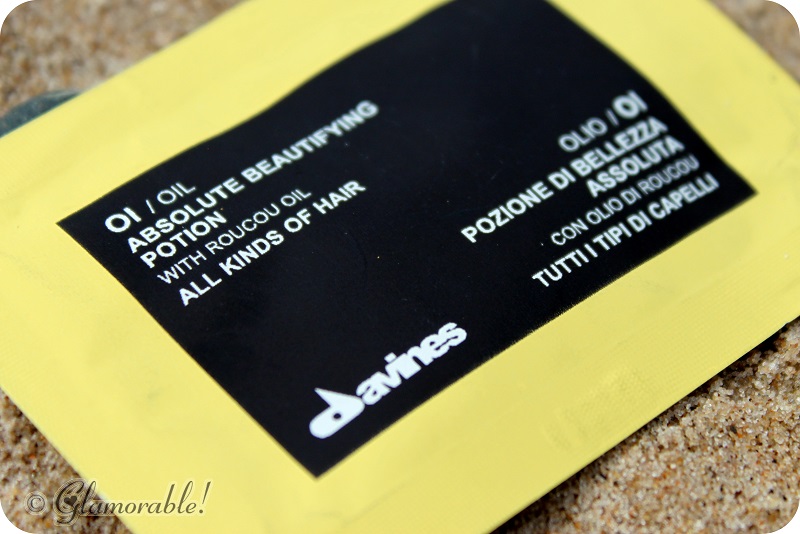 OI / OIL
ABSOLUTE BEAUTIFYING
POTION
WITH ROUCOU OIL
ALL KINDS OF HAIR
OLIO / OI
POZIONE DI BELLEZZA
ASSOLUTA
CON OLIO DI ROUCOU
TUTTI I TIPI DI CAPELLI
davines
© Glamorable!